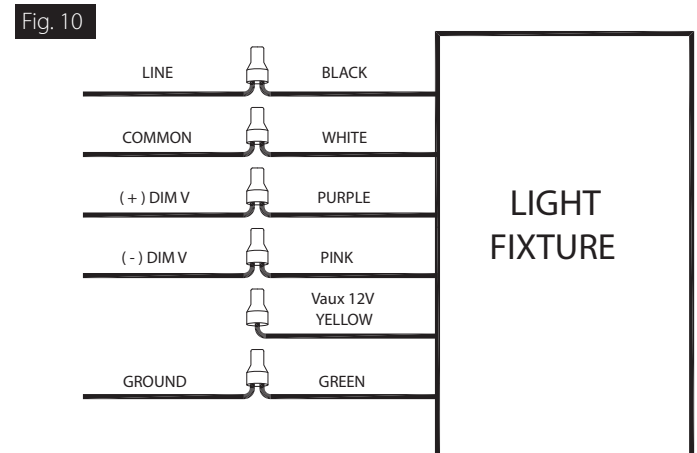 Fig. 10
LINE BLACK
COMMON WHITE
( + ) DIM V PURPLE
( - ) DIM V PINK
Vaux 12V
YELLOW
GROUND GREEN
LIGHT
FIXTURE